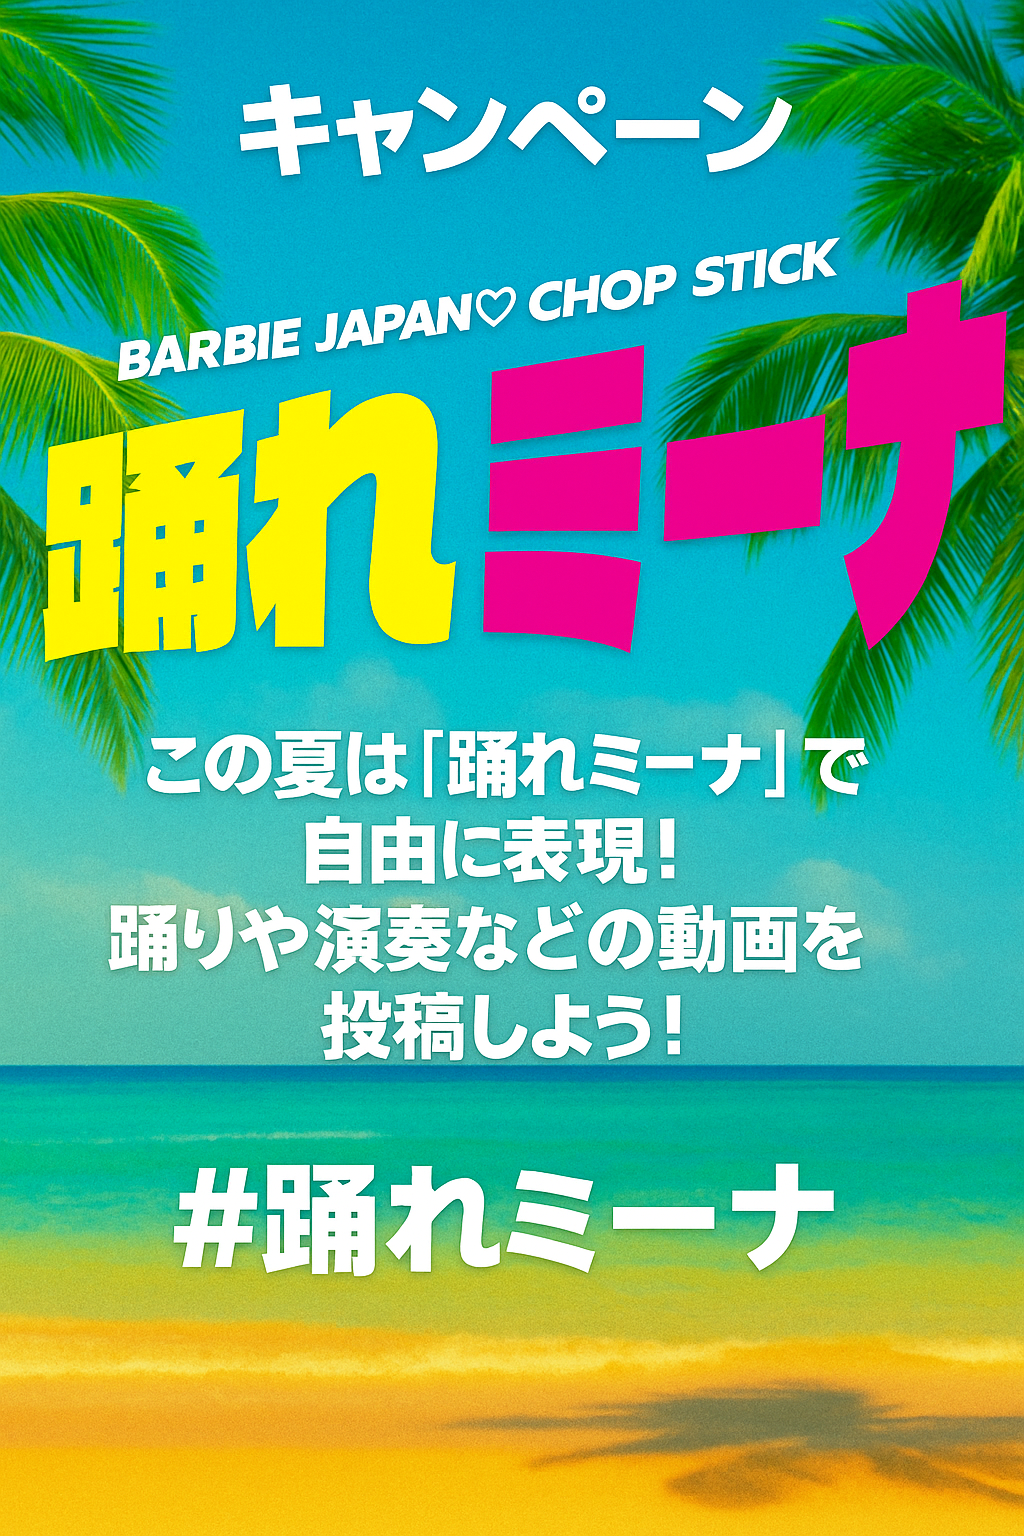 キャンペーン
BARBIE JAPAN♡CHOP STICK
踊れミーナ
この夏は「踊れミーナ」で
自由に表現!
踊りや演奏などの動画を
投稿しよう!
#踊れミーナ